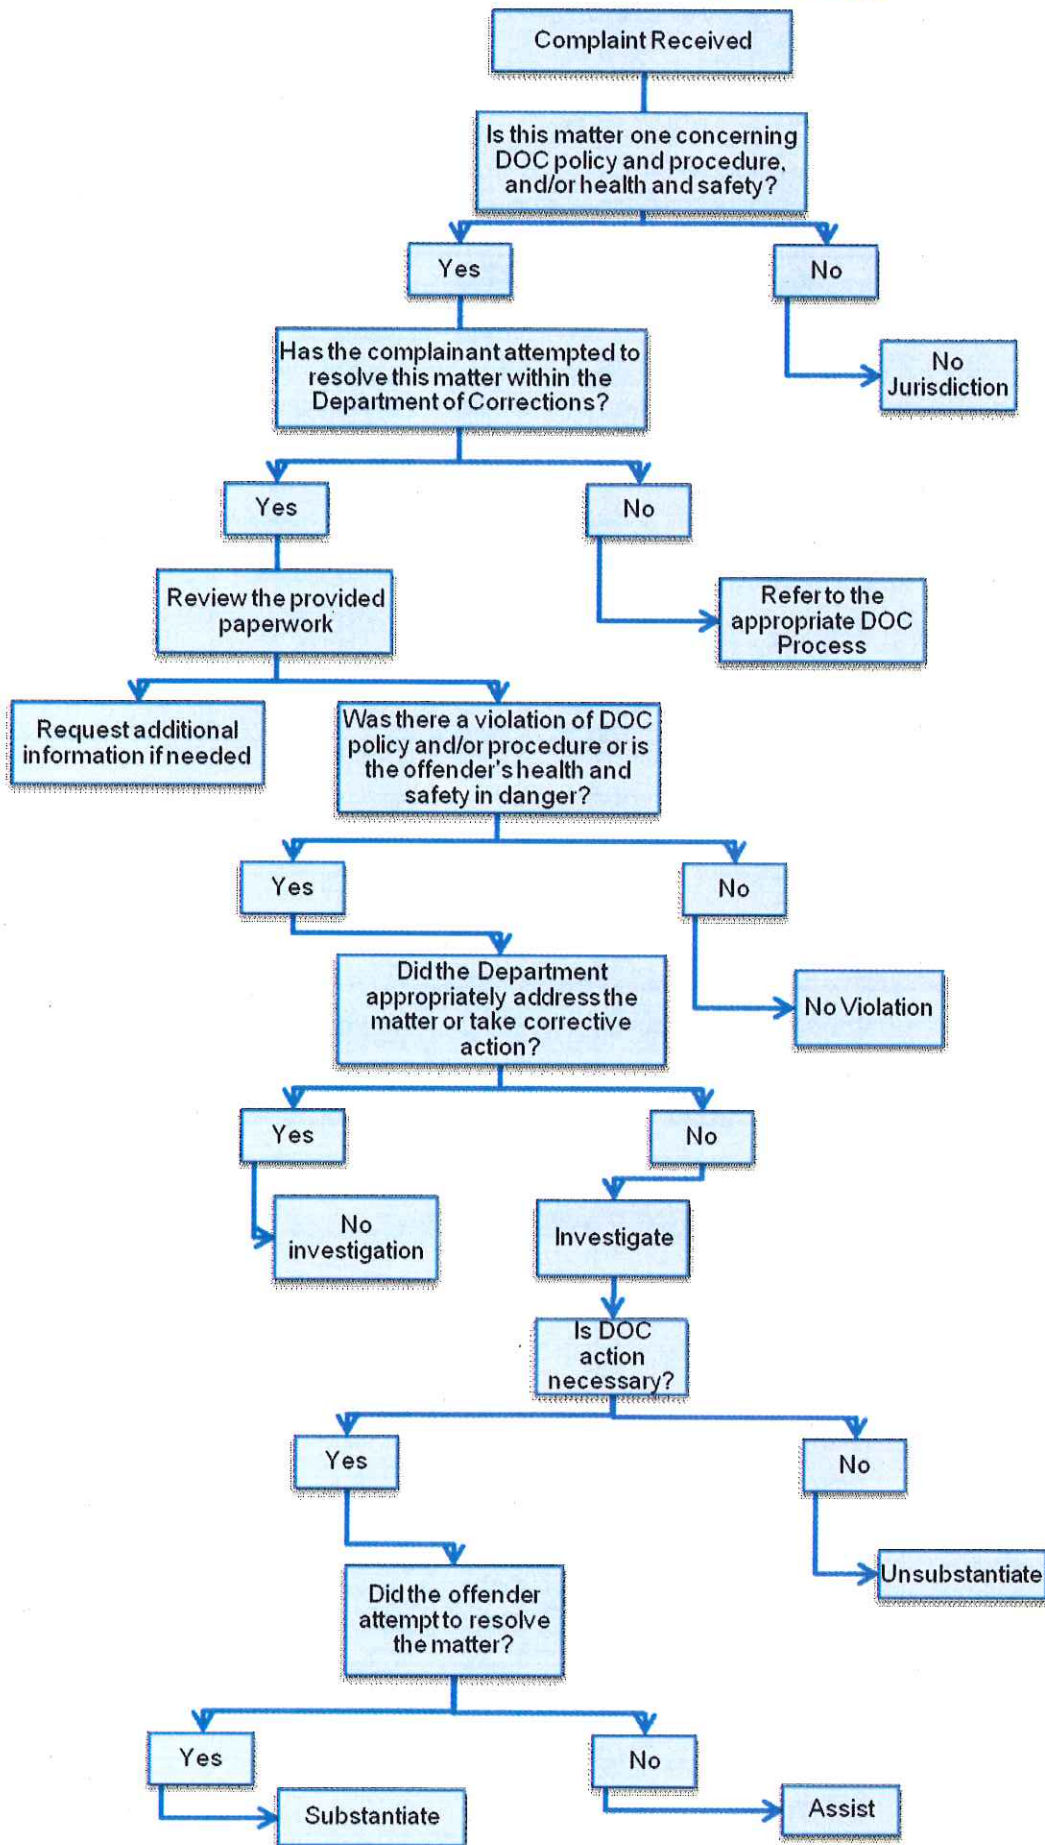 Complaint Received
Is this matter one concerning
DOC policy and procedure,
and/or health and safety?
Yes
No
Has the complainant attempted to
resolve this matter within the
Department of Corrections?
No
Jurisdiction
Yes
No
Review the provided
paperwork
Refer to the
appropriate DOC
Process
Request additional
information if needed
Was there a violation of DOC
policy and/or procedure or is
the offender's health and
safety in danger?
Yes
No
Did the Department
appropriately address the
matter or take corrective
action?
No Violation
Yes
No
No
investigation
Investigate
Is DOC
action
necessary?
Yes
No
Did the offender
attempt to resolve
the matter?
Unsubstantiate
Yes
No
Substantiate
Assist